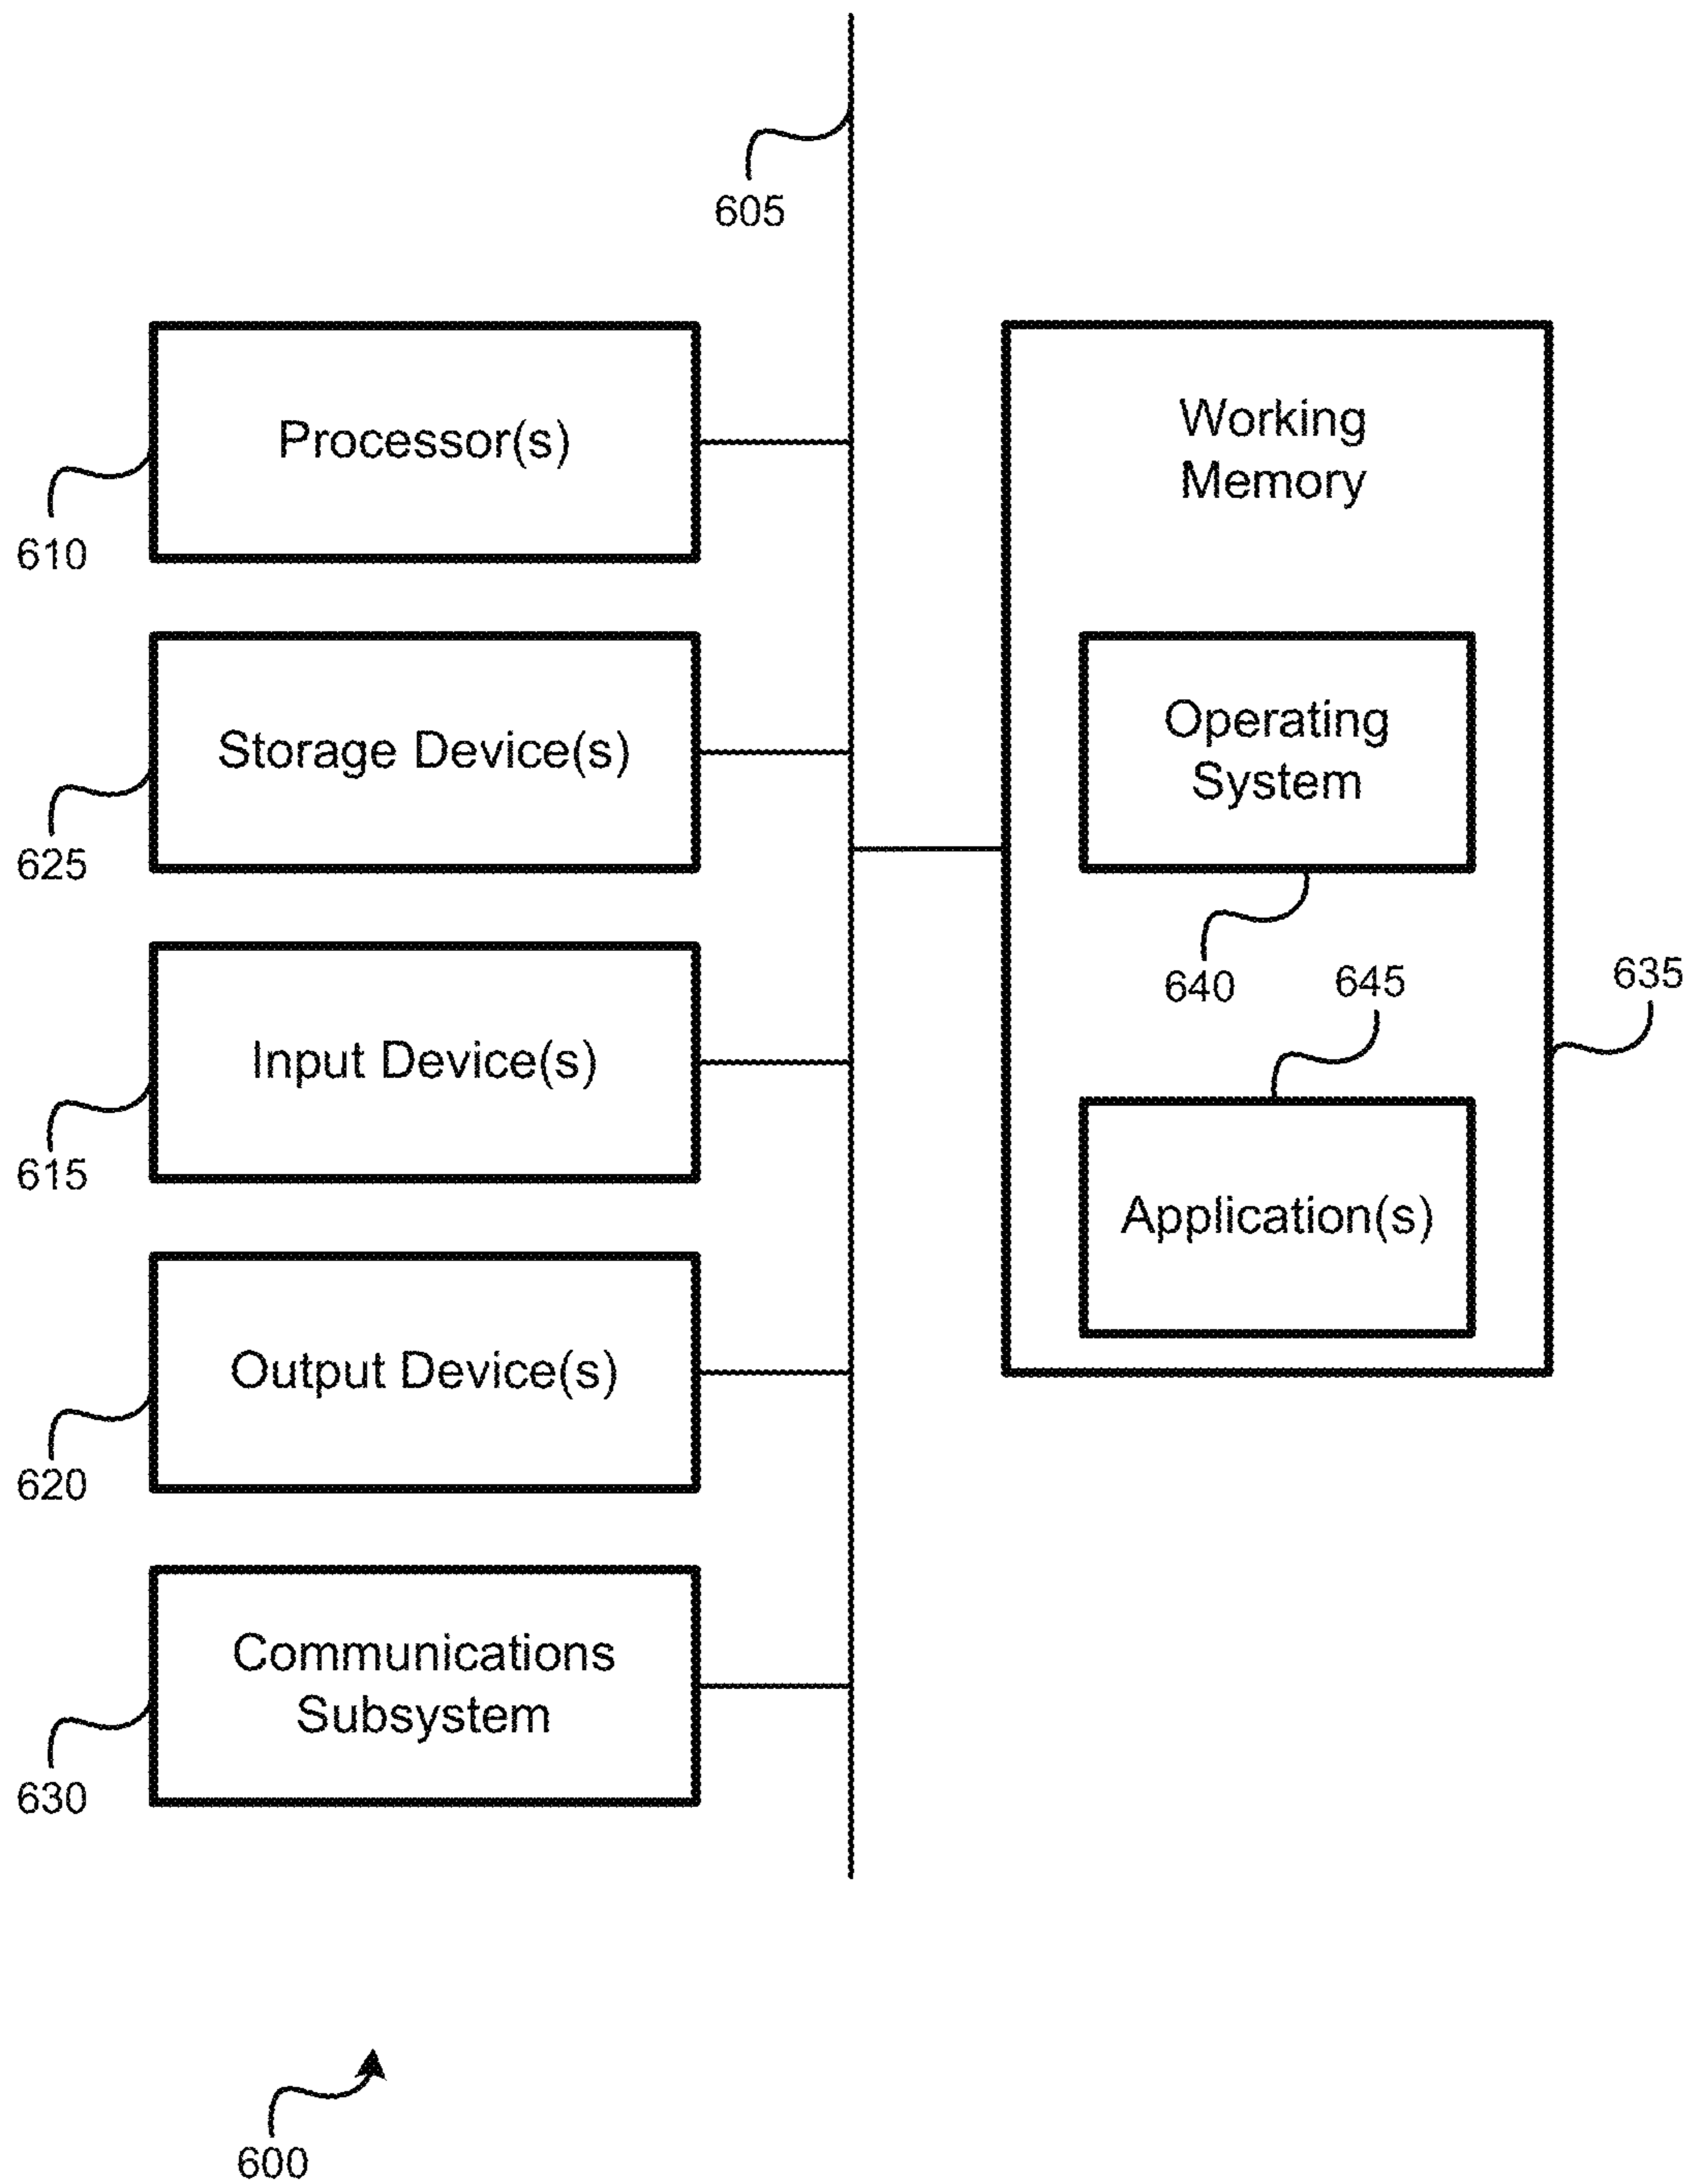 605
Processor(s)
610
Storage Device(s)
625
Input Device(s)
615
Output Device(s)
620
Communications
Subsystem
630
Working
Memory
Operating
System
640
645
635
Application(s)
600